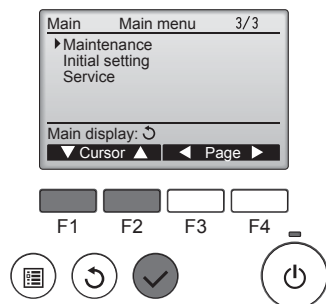 Main Main menu 3/3
Maintenance
Initial setting
Service
Main display:
Cursor Page
F1 F2 F3 F4